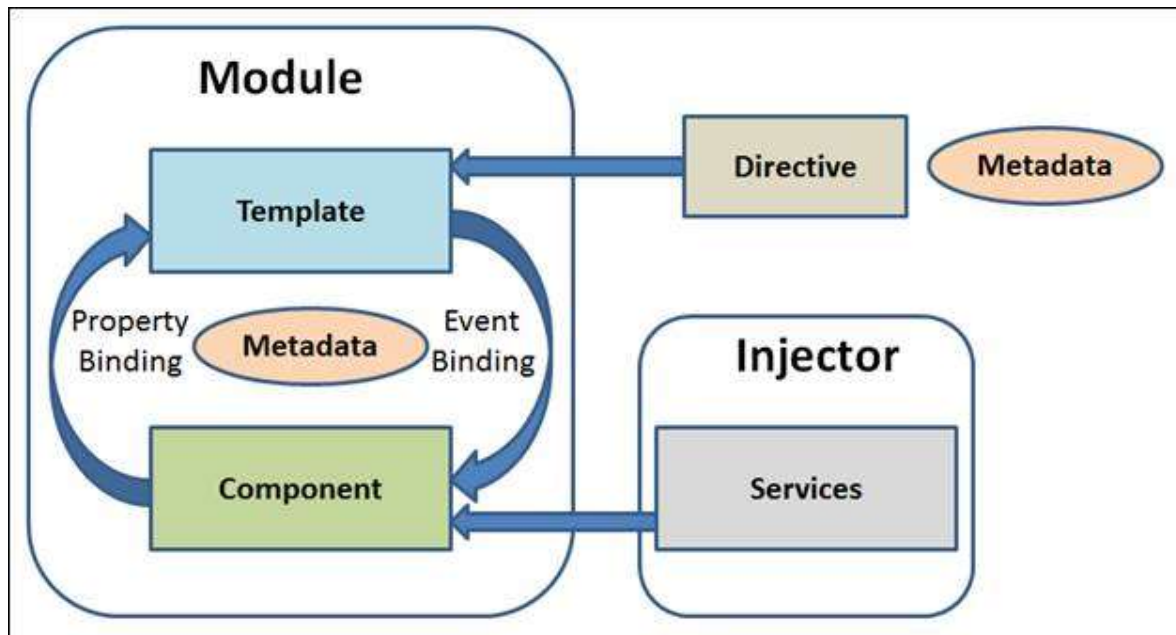 Module
Template
Directive
Metadata
Property
Binding
Metadata
Event
Binding
Injector
Component
Services